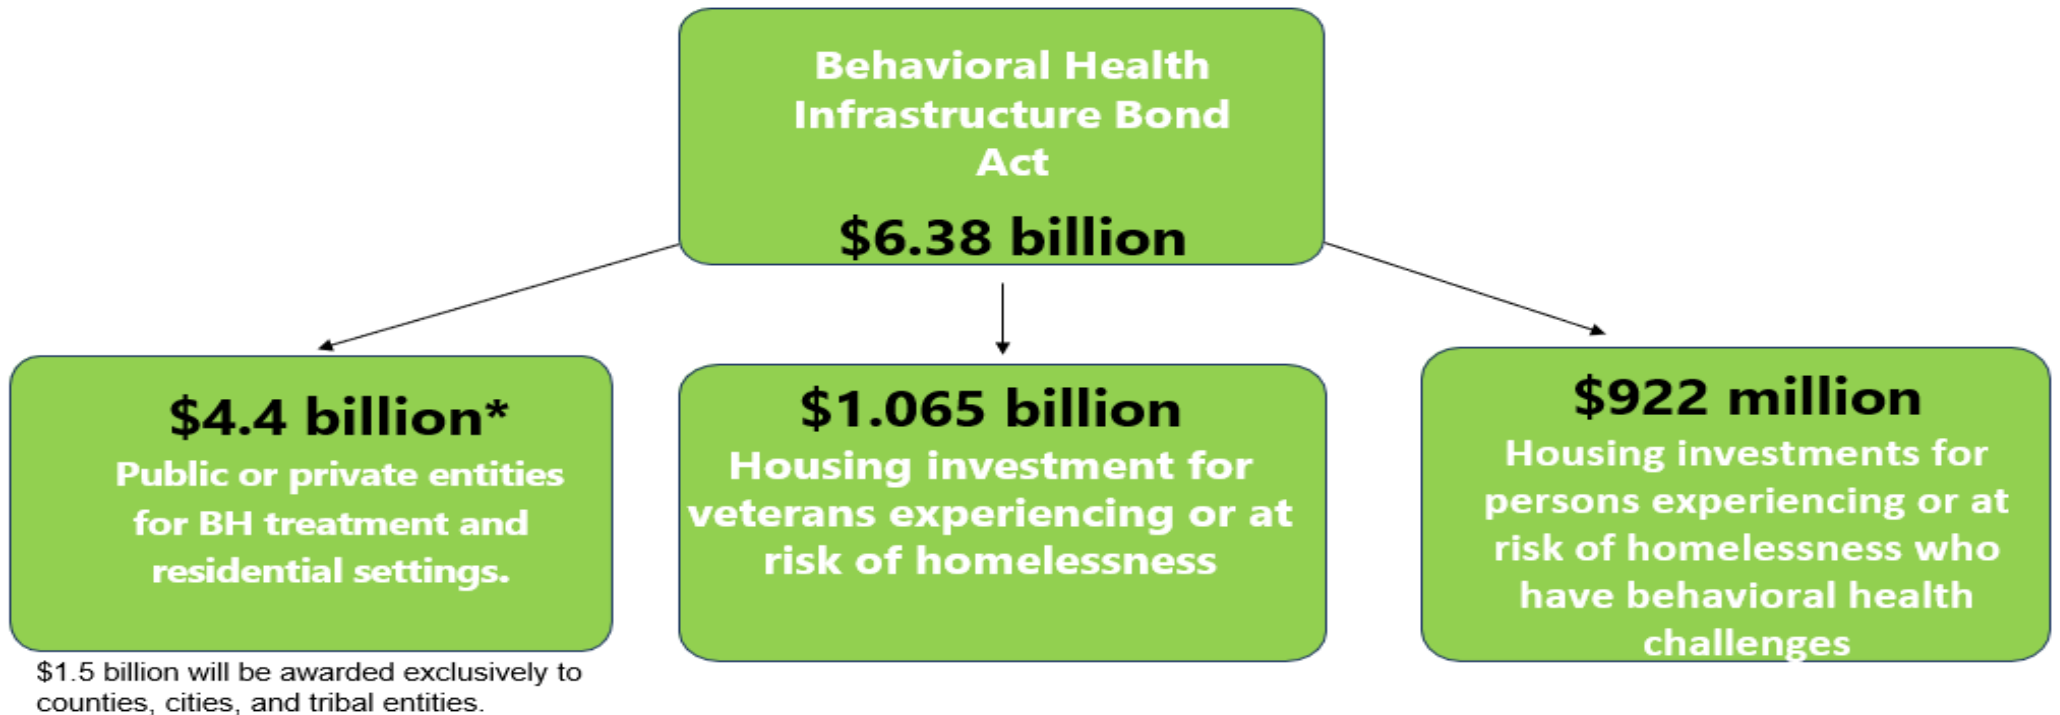 Behavioral Health
Infrastructure Bond
Act
$6.38 billion
$4.4 billion*
Public or private entities
for BH treatment and
residential settings.
$1.5 billion will be awarded exclusively to
counties, cities, and tribal entities.
$1.065 billion
Housing investment for
veterans experiencing or at
risk of homelessness
$922 million
Housing investments for
persons experiencing or at
risk of homelessness who
have behavioral health
challenges